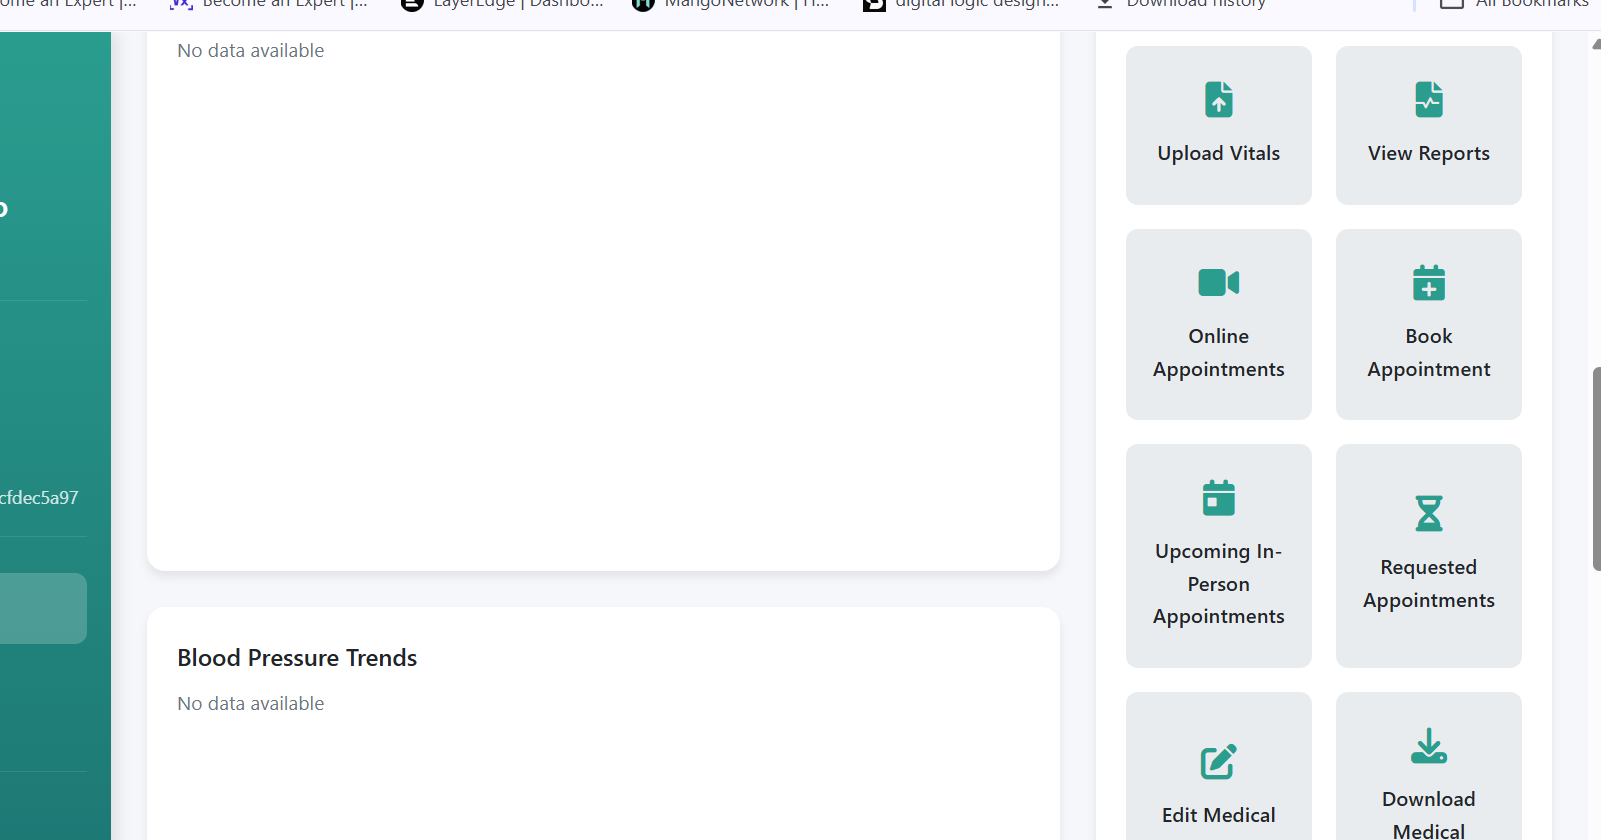 ome an Expert |...
Become an Expert |...
LayerEdge | Dashbo...
MangoNetwork | H...
digital logic design...
Download history
All Bookmarks
No data available
Upload Vitals
View Reports
Online
Appointments
Book
Appointment
cfdec5a97
Upcoming In-
Person
Appointments
Requested
Appointments
Blood Pressure Trends
No data available
Edit Medical
Download
Medical